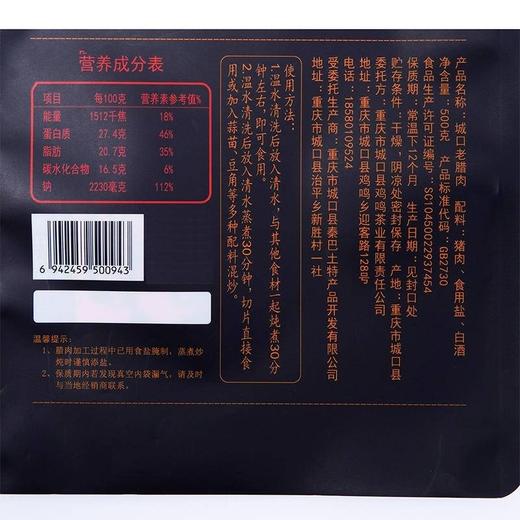 营养成分表
项目 每100克 营养素参考值%
能量 1512千焦 18%
蛋白质 27.4克 46%
脂肪 20.7克 35%
碳水化合物 16.5克 6%
钠 2230毫克 112%
6 942459 500943
温馨提示:
1、腊肉加工过程中已用食盐腌制,蒸煮炒
炖时谨慎添盐。
2、保质期内若发现真空内袋漏气,请及时
与当地经销商联系。
产品名称:城口老腊肉 配料:猪肉、食用盐、白酒
净含量:500克 产品标准代码:GB2730
食品生产许可证编号:SC10450022937454
保质期:常温下12个月 生产日期:见封口处
贮存条件:干燥、阴凉处密封保存 产地:重庆市城口县
委托方:重庆市城口县鸡鸣茶业有限责任公司
地址:重庆市城口县鸡鸣乡迎客路128号
电话:18580109824
受委托生产商:重庆市城口县秦巴土特产品开发有限公司
地址:重庆市城口县治平乡新胜村一社
使用方法:
1.温水清洗后放入清水,与其他食材一起炖煮30分
钟左右,即可食用。
2.温水清洗后放入清水蒸煮30分钟,切片直接食
用或加入蒜苗、豆角等多种配料混炒。